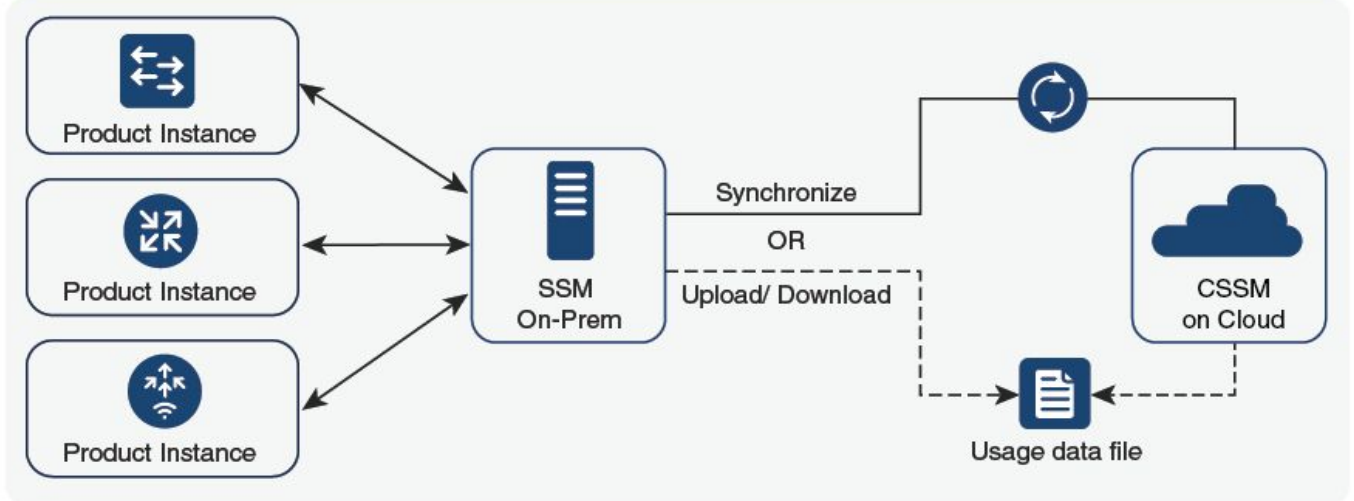 Product Instance
Product Instance
Product Instance
SSM
On-Prem
Synchronize
OR
Upload/ Download
CSSM
on Cloud
Usage data file